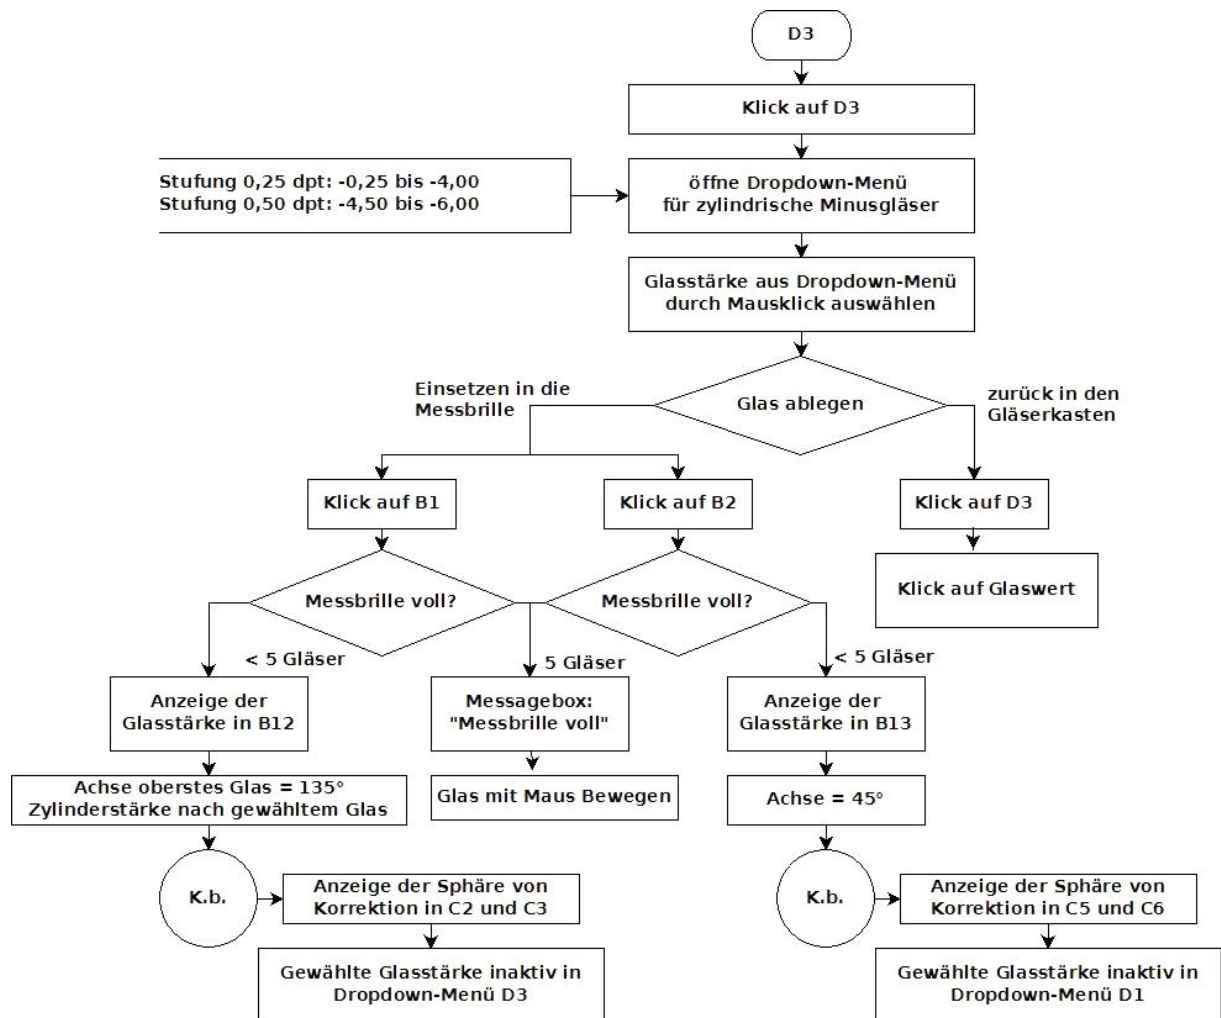 D3
Klick auf D3
Stufung 0,25 dpt: -0,25 bis -4,00
Stufung 0,50 dpt: -4,50 bis -6,00
öffne Dropdown-Menü
für zylindrische Minusgläser
Glasstärke aus Dropdown-Menü
durch Mausklick auswählen
Glas ablegen
Einsetzen in die
Messbrille
zurück in den
Gläserkasten
Klick auf B1
Klick auf B2
Klick auf D3
Messbrille voll?
Messbrille voll?
Klick auf Glaswert
< 5 Gläser
5 Gläser
< 5 Gläser
Anzeige der
Glasstärke in B12
Messagebox:
"Messbrille voll"
Anzeige der
Glasstärke in B13
Achse oberstes Glas = 135°
Zylinderstärke nach gewähltem Glas
Glas mit Maus Bewegen
Achse = 45°
K.b.
Anzeige der Sphäre von
Korrektion in C2 und C3
K.b.
Anzeige der Sphäre von
Korrektion in C5 und C6
Gewählte Glasstärke inaktiv in
Dropdown-Menü D3
Gewählte Glasstärke inaktiv in
Dropdown-Menü D1